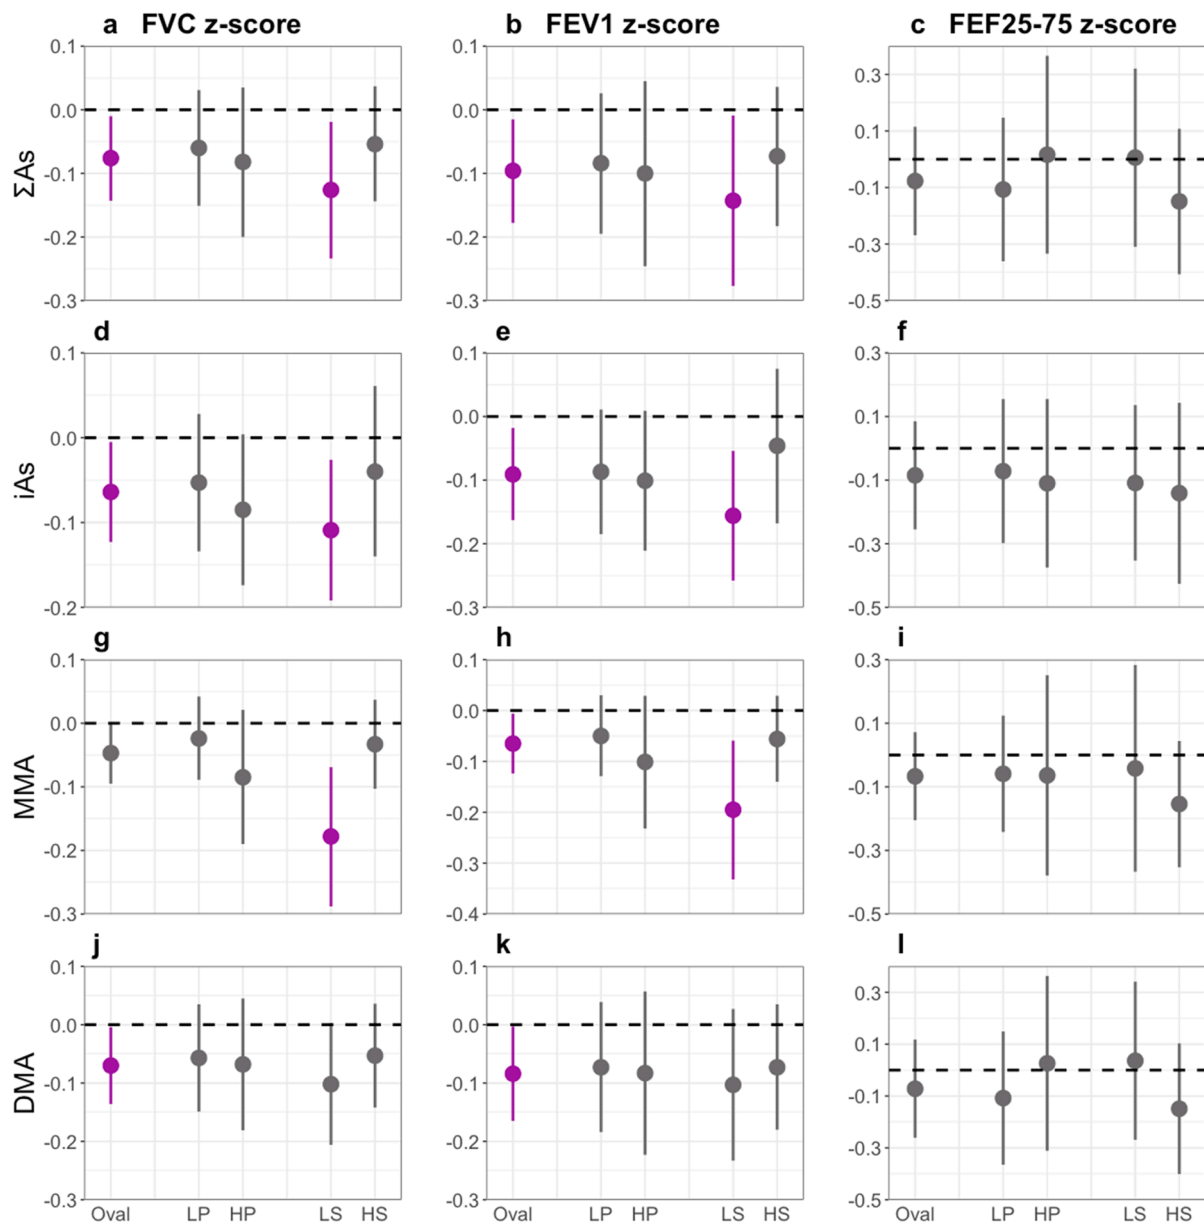 a FVC z-score b FEV1 z-score c FEF25-75 z-score
ΣAs
0.1 0.0 -0.1 -0.2 -0.3
0.1 0.0 -0.1 -0.2 -0.3
0.3 0.1 -0.1 -0.3 -0.5
d e f
iAs
0.1 0.0 -0.1 -0.2
0.1 0.0 -0.1 -0.2 -0.3
0.3 0.1 -0.1 -0.3 -0.5
g h i
MMA
0.1 0.0 -0.1 -0.2 -0.3
0.1 0.0 -0.1 -0.2 -0.3 -0.4
0.3 0.1 -0.1 -0.3 -0.5
j k l
DMA
0.1 0.0 -0.1 -0.2 -0.3
0.1 0.0 -0.1 -0.2 -0.3
0.3 0.1 -0.1 -0.3 -0.5
Oval LP HP LS HS Oval LP HP LS HS Oval LP HP LS HS